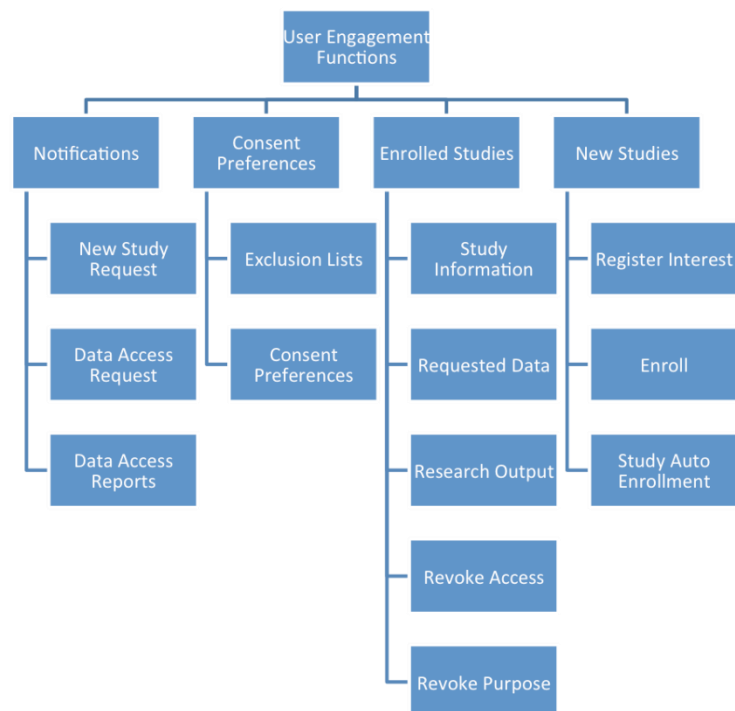 User Engagement
Functions
Notifications
Consent
Preferences
Enrolled Studies
New Studies
New Study
Request
Exclusion Lists
Study
Information
Register Interest
Data Access
Request
Consent
Preferences
Requested Data
Enroll
Data Access
Reports
Research Output
Study Auto
Enrollment
Revoke Access
Revoke Purpose